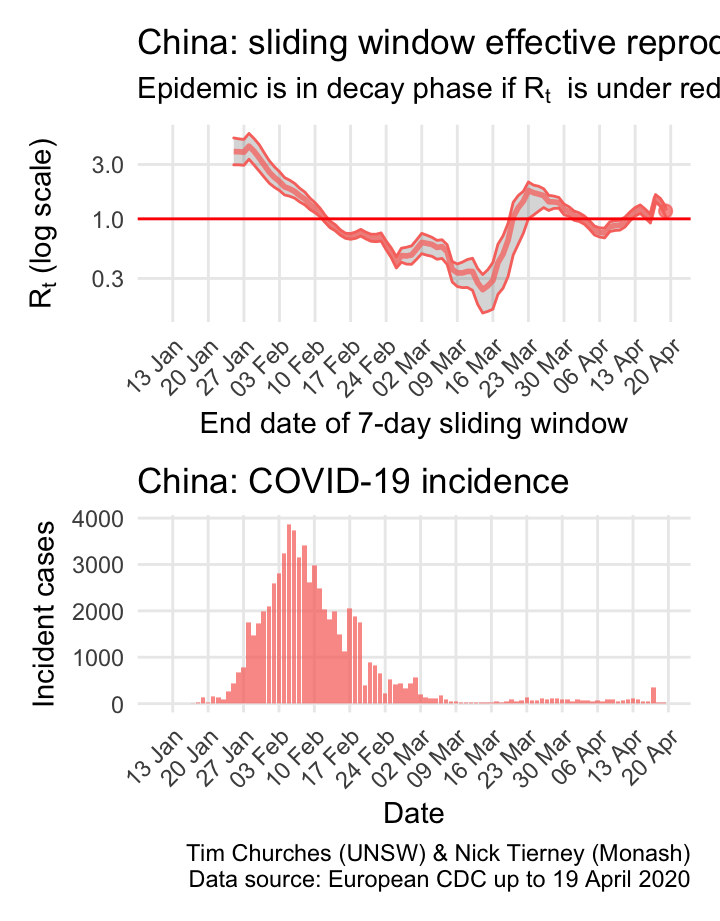 China: sliding window effective reproc
Epidemic is in decay phase if Rt is under red
Rt (log scale)
3.0
1.0
0.3
13 Jan
20 Jan
27 Jan
03 Feb
10 Feb
17 Feb
24 Feb
02 Mar
09 Mar
16 Mar
23 Mar
30 Mar
06 Apr
13 Apr
20 Apr
End date of 7-day sliding window
China: COVID-19 incidence
Incident cases
4000
3000
2000
1000
0
13 Jan
20 Jan
27 Jan
03 Feb
10 Feb
17 Feb
24 Feb
02 Mar
09 Mar
16 Mar
23 Mar
30 Mar
06 Apr
13 Apr
20 Apr
Date
Tim Churches (UNSW) & Nick Tierney (Monash)
Data source: European CDC up to 19 April 2020